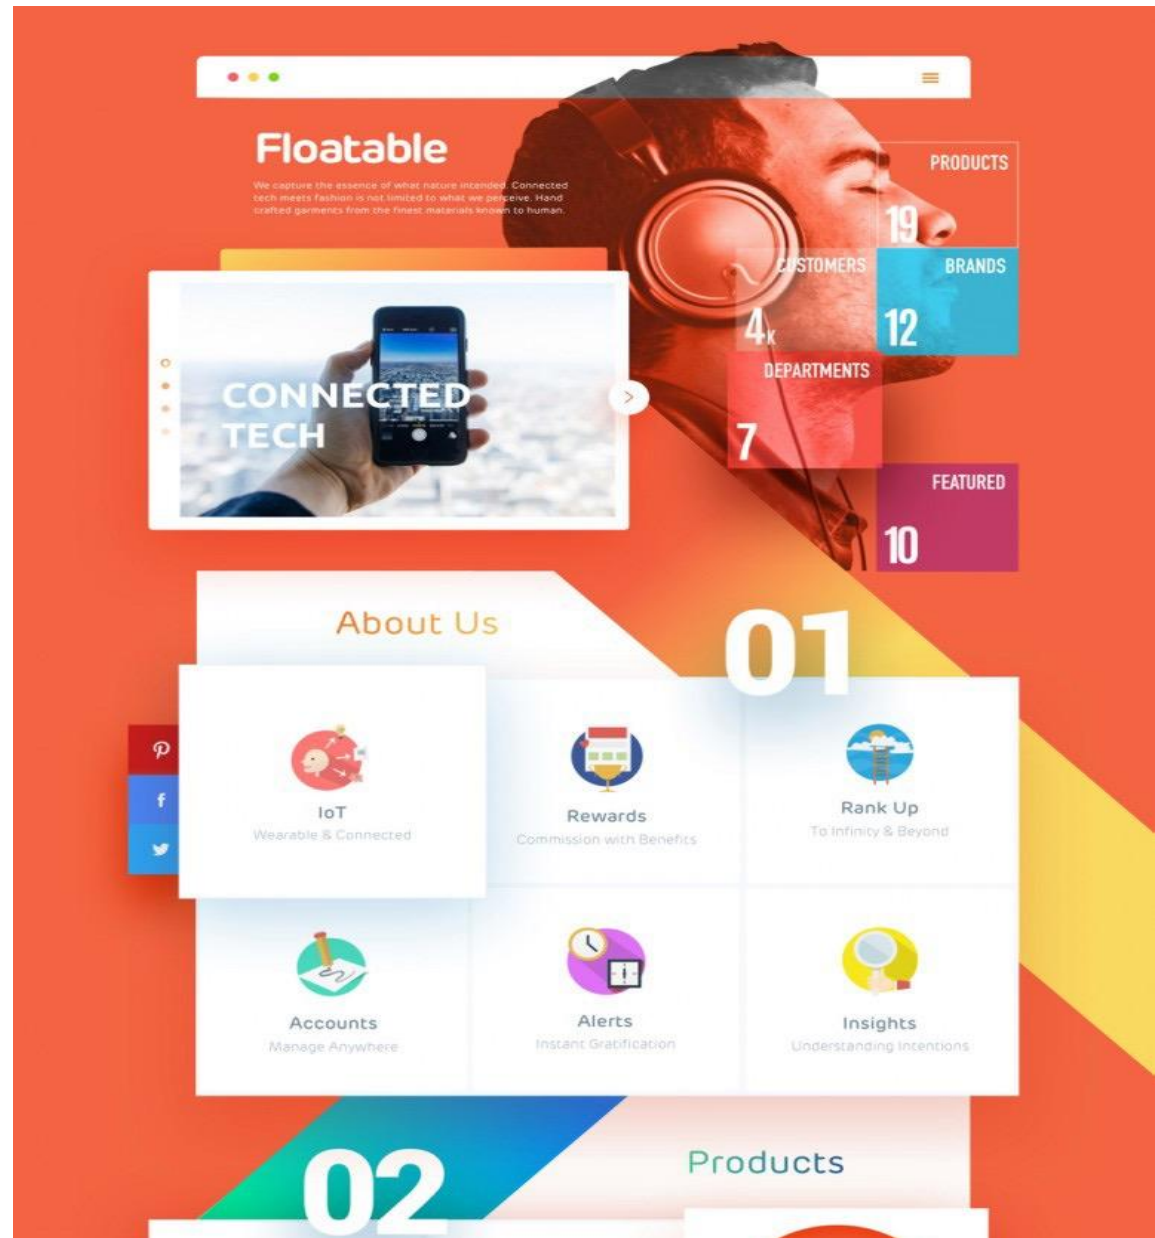 Floatable
We capture the essence of what nature intended. Connected
tech meets fashion is not limited to what we perceive. Hand
crafted garments from the finest materials known to human.
PRODUCTS
19
CUSTOMERS
4K
BRANDS
12
CONNECTED
TECH
DEPARTMENTS
7
FEATURED
10
About Us
01
IoT
Wearable & Connected
Rewards
Commission with Benefits
Rank Up
To Infinity & Beyond
Accounts
Manage Anywhere
Alerts
Instant Gratification
Insights
Understanding Intentions
02
Products